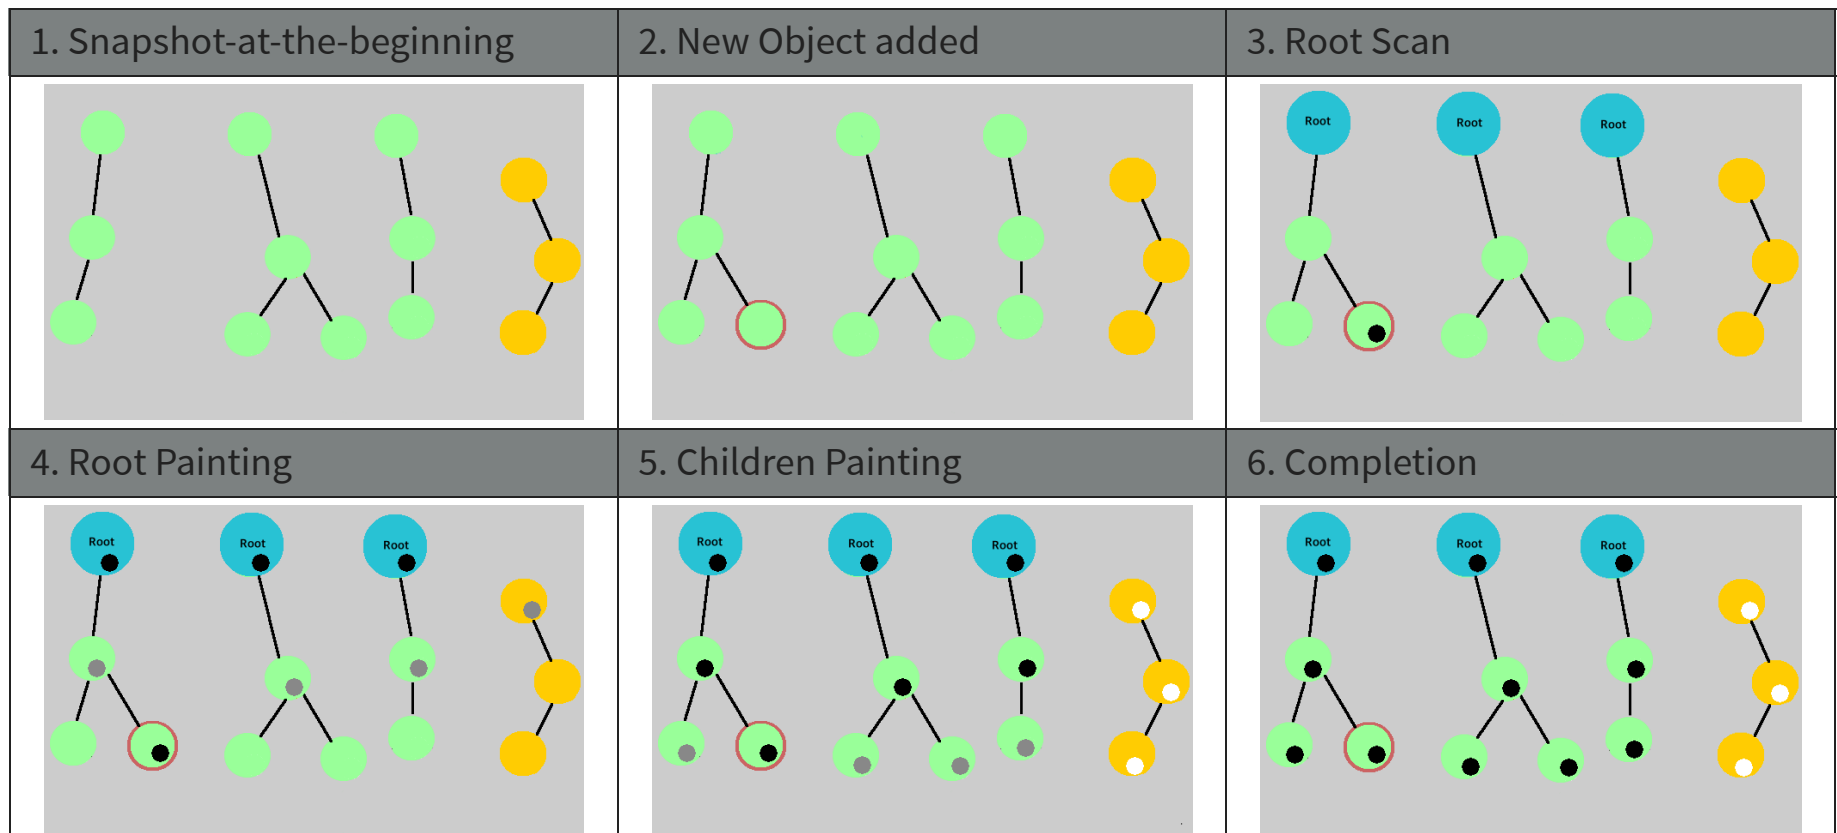 1. Snapshot-at-the-beginning
2. New Object added
3. Root Scan
Root
Root
Root
4. Root Painting
5. Children Painting
6. Completion
Root
Root
Root
Root
Root
Root
Root
Root
Root